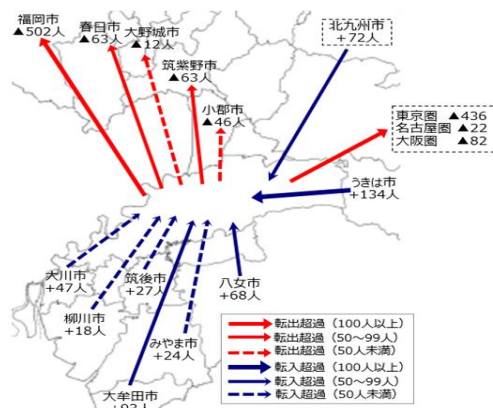 福岡市
▲502人
春日市
▲63人
大野城市
▲12人
筑紫野市
▲63人
小郡市
▲46人
北九州市
+72人
東京圏 ▲436
名古屋圏 ▲22
大阪圏 ▲82
うきは市
+134人
大川市
+47人
筑後市
+27人
八女市
+68人
柳川市
+18人
みやま市
+24人
大牟田市
転出超過(100人以上)
転出超過(50~99人)
転出超過(50人未満)
転入超過(100人以上)
転入超過(50~99人)
転入超過(50人未満)